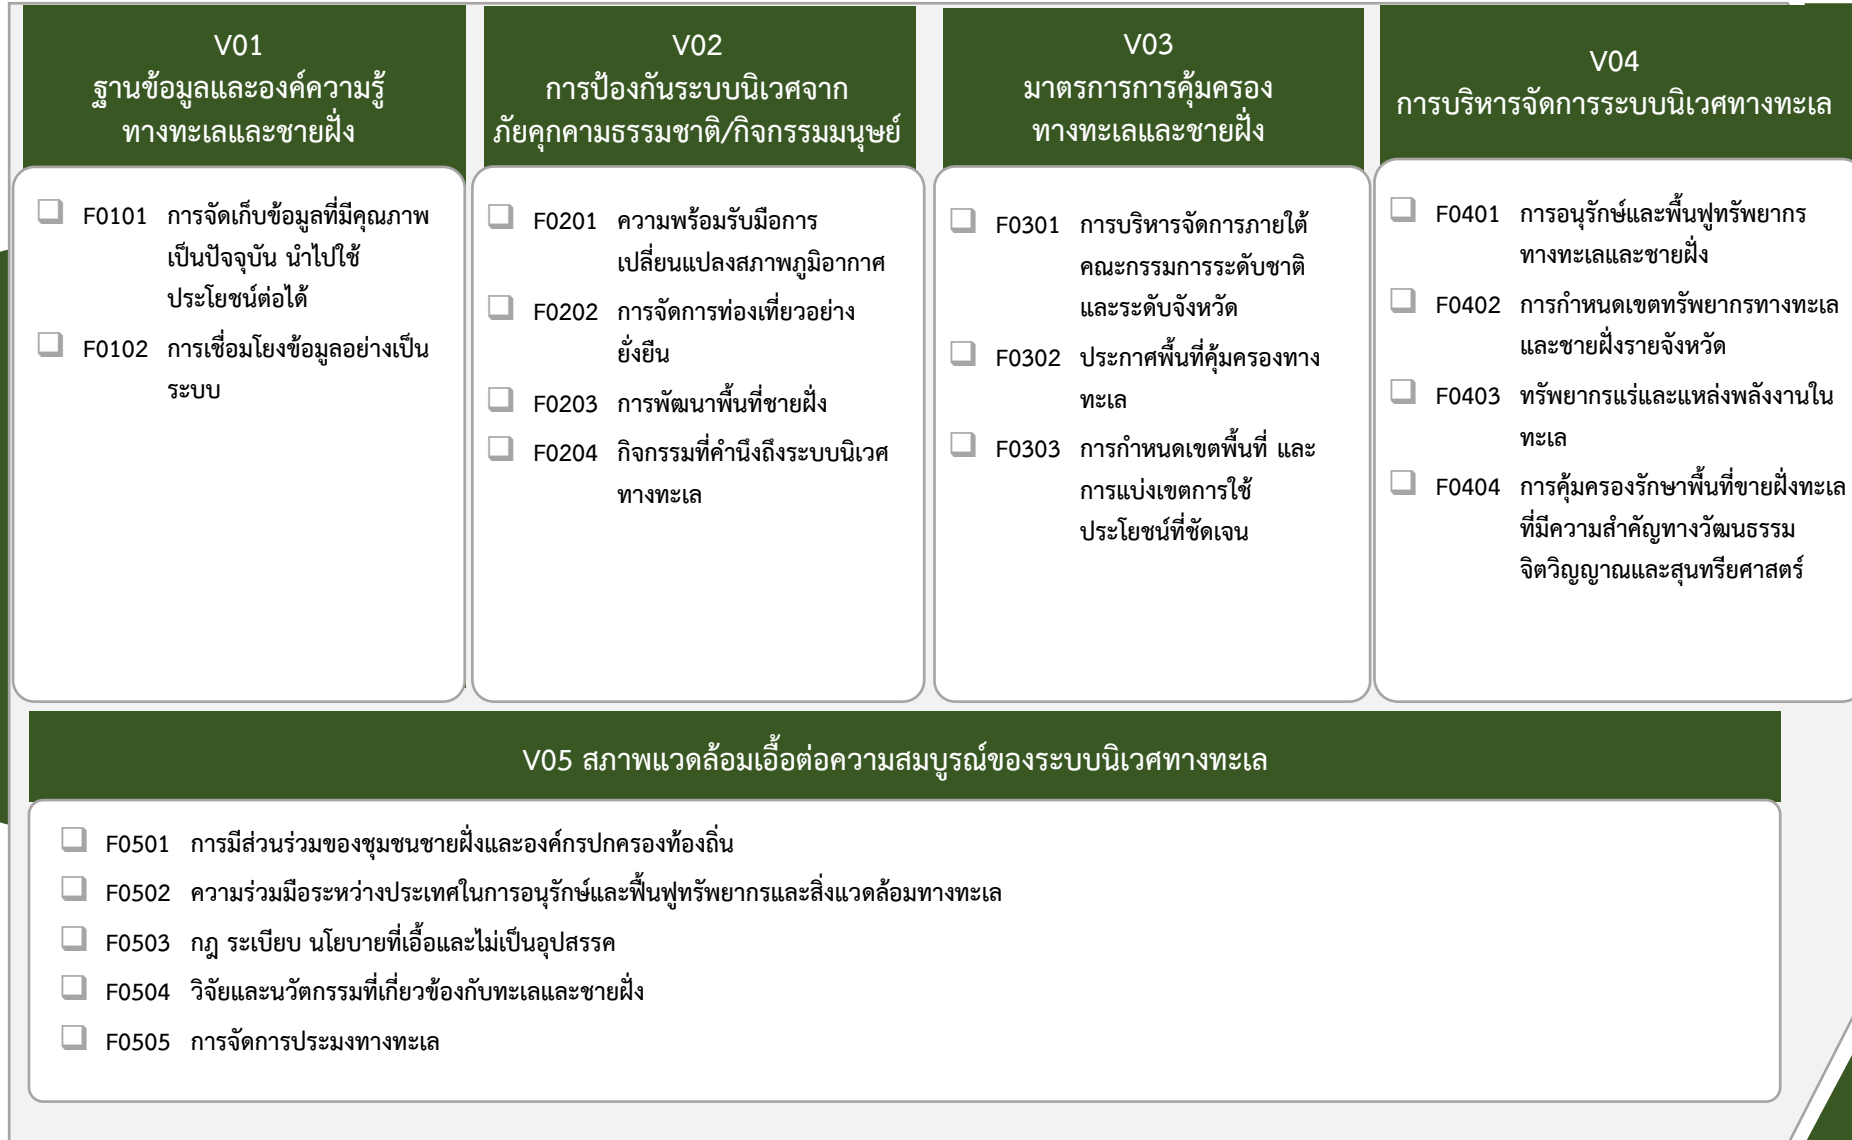 V01
ฐานข้อมูลและองค์ความรู้
ทางทะเลและชายฝั่ง
F0101 การจัดเก็บข้อมูลที่มีคุณภาพ
เป็นปัจจุบัน นำไปใช้
ประโยชน์ต่อได้
F0102 การเชื่อมโยงข้อมูลอย่างเป็น
ระบบ
V02
การป้องกันระบบนิเวศจาก
ภัยคุกคามธรรมชาติ/กิจกรรมมนุษย์
F0201 ความพร้อมรับมือการ
เปลี่ยนแปลงสภาพภูมิอากาศ
F0202 การจัดการท่องเที่ยวอย่าง
ยั่งยืน
F0203 การพัฒนาพื้นที่ชายฝั่ง
F0204 กิจกรรมที่คำนึงถึงระบบนิเวศ
ทางทะเล
V03
มาตรการการคุ้มครอง
ทางทะเลและชายฝั่ง
F0301 การบริหารจัดการภายใต้
คณะกรรมการระดับชาติ
และระดับจังหวัด
F0302 ประกาศพื้นที่คุ้มครองทาง
ทะเล
F0303 การกำหนดเขตพื้นที่ และ
การแบ่งเขตการใช้
ประโยชน์ที่ชัดเจน
V04
การบริหารจัดการระบบนิเวศทางทะเล
F0401 การอนุรักษ์และพื้นฟูทรัพยากร
ทางทะเลและชายฝั่ง
F0402 การกำหนดเขตทรัพยากรทางทะเล
และชายฝั่งรายจังหวัด
F0403 ทรัพยากรแร่และแหล่งพลังงานใน
ทะเล
F0404 การคุ้มครองรักษาพื้นที่ขายฝั่งทะเล
ที่มีความสำคัญทางวัฒนธรรม
จิตวิญญาณและสุนทรียศาสตร์
V05 สภาพแวดล้อมเอื้อต่อความสมบูรณ์ของระบบนิเวศทางทะเล
F0501 การมีส่วนร่วมของชุมชนชายฝั่งและองค์กรปกครองท้องถิ่น
F0502 ความร่วมมือระหว่างประเทศในการอนุรักษ์และฟื้นฟูทรัพยากรและสิ่งแวดล้อมทางทะเล
F0503 กฎ ระเบียบ นโยบายที่เอื้อและไม่เป็นอุปสรรค
F0504 วิจัยและนวัตกรรมที่เกี่ยวข้องกับทะเลและชายฝั่ง
F0505 การจัดการประมงทางทะเล